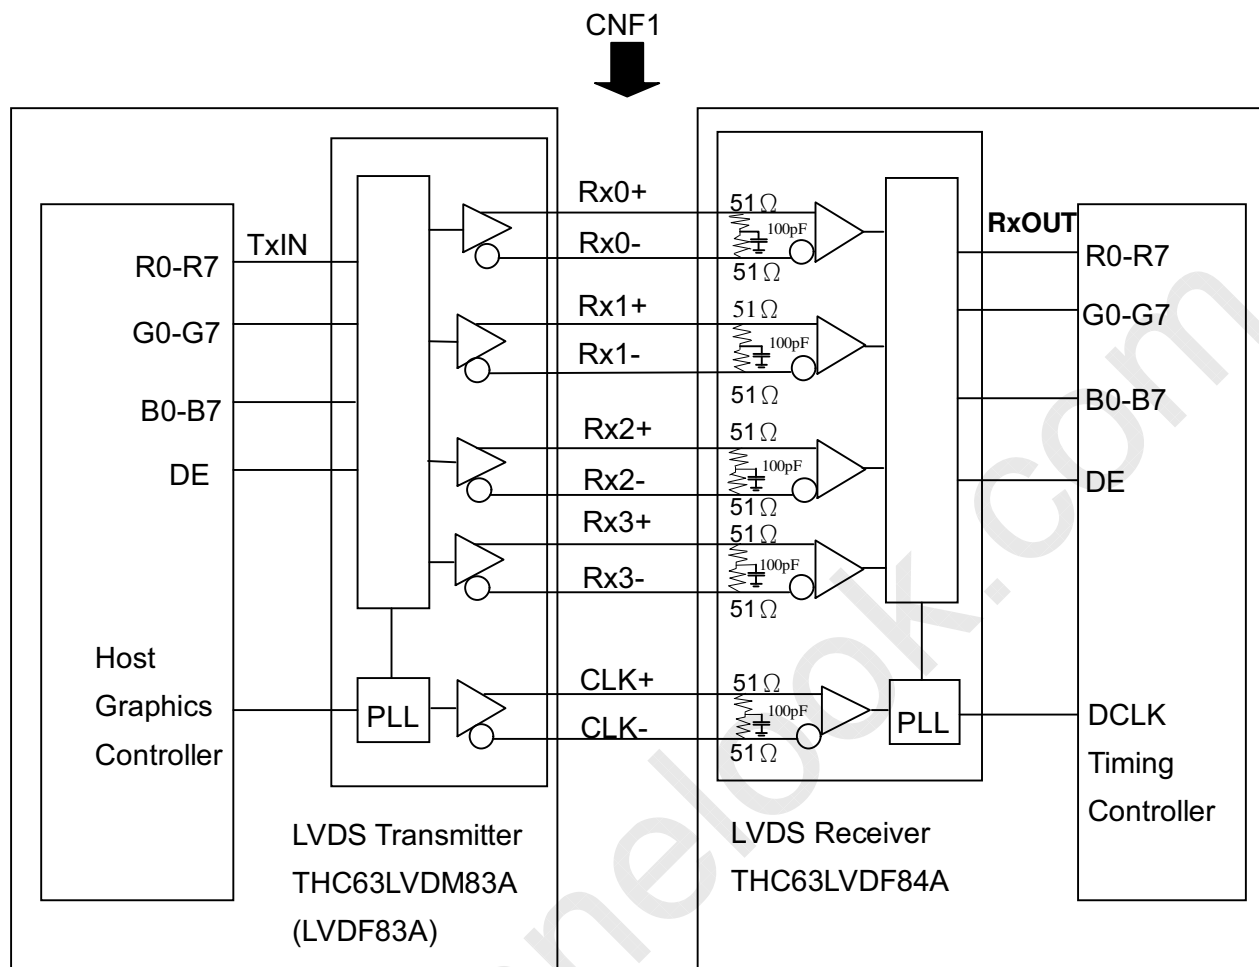 CNF1
Host
Graphics
Controller
R0-R7
G0-G7
B0-B7
DE
TxIN
PLL
LVDS Transmitter
THC63LVDM83A
(LVDF83A)
Rx0+
Rx0-
Rx1+
Rx1-
Rx2+
Rx2-
Rx3+
Rx3-
CLK+
CLK-
51Ω
100pF
51Ω
51Ω
100pF
51Ω
51Ω
100pF
51Ω
51Ω
100pF
51Ω
51Ω
100pF
51Ω
PLL
LVDS Receiver
THC63LVDF84A
RxOUT
R0-R7
G0-G7
B0-B7
DE
DCLK
Timing
Controller
nelook.com